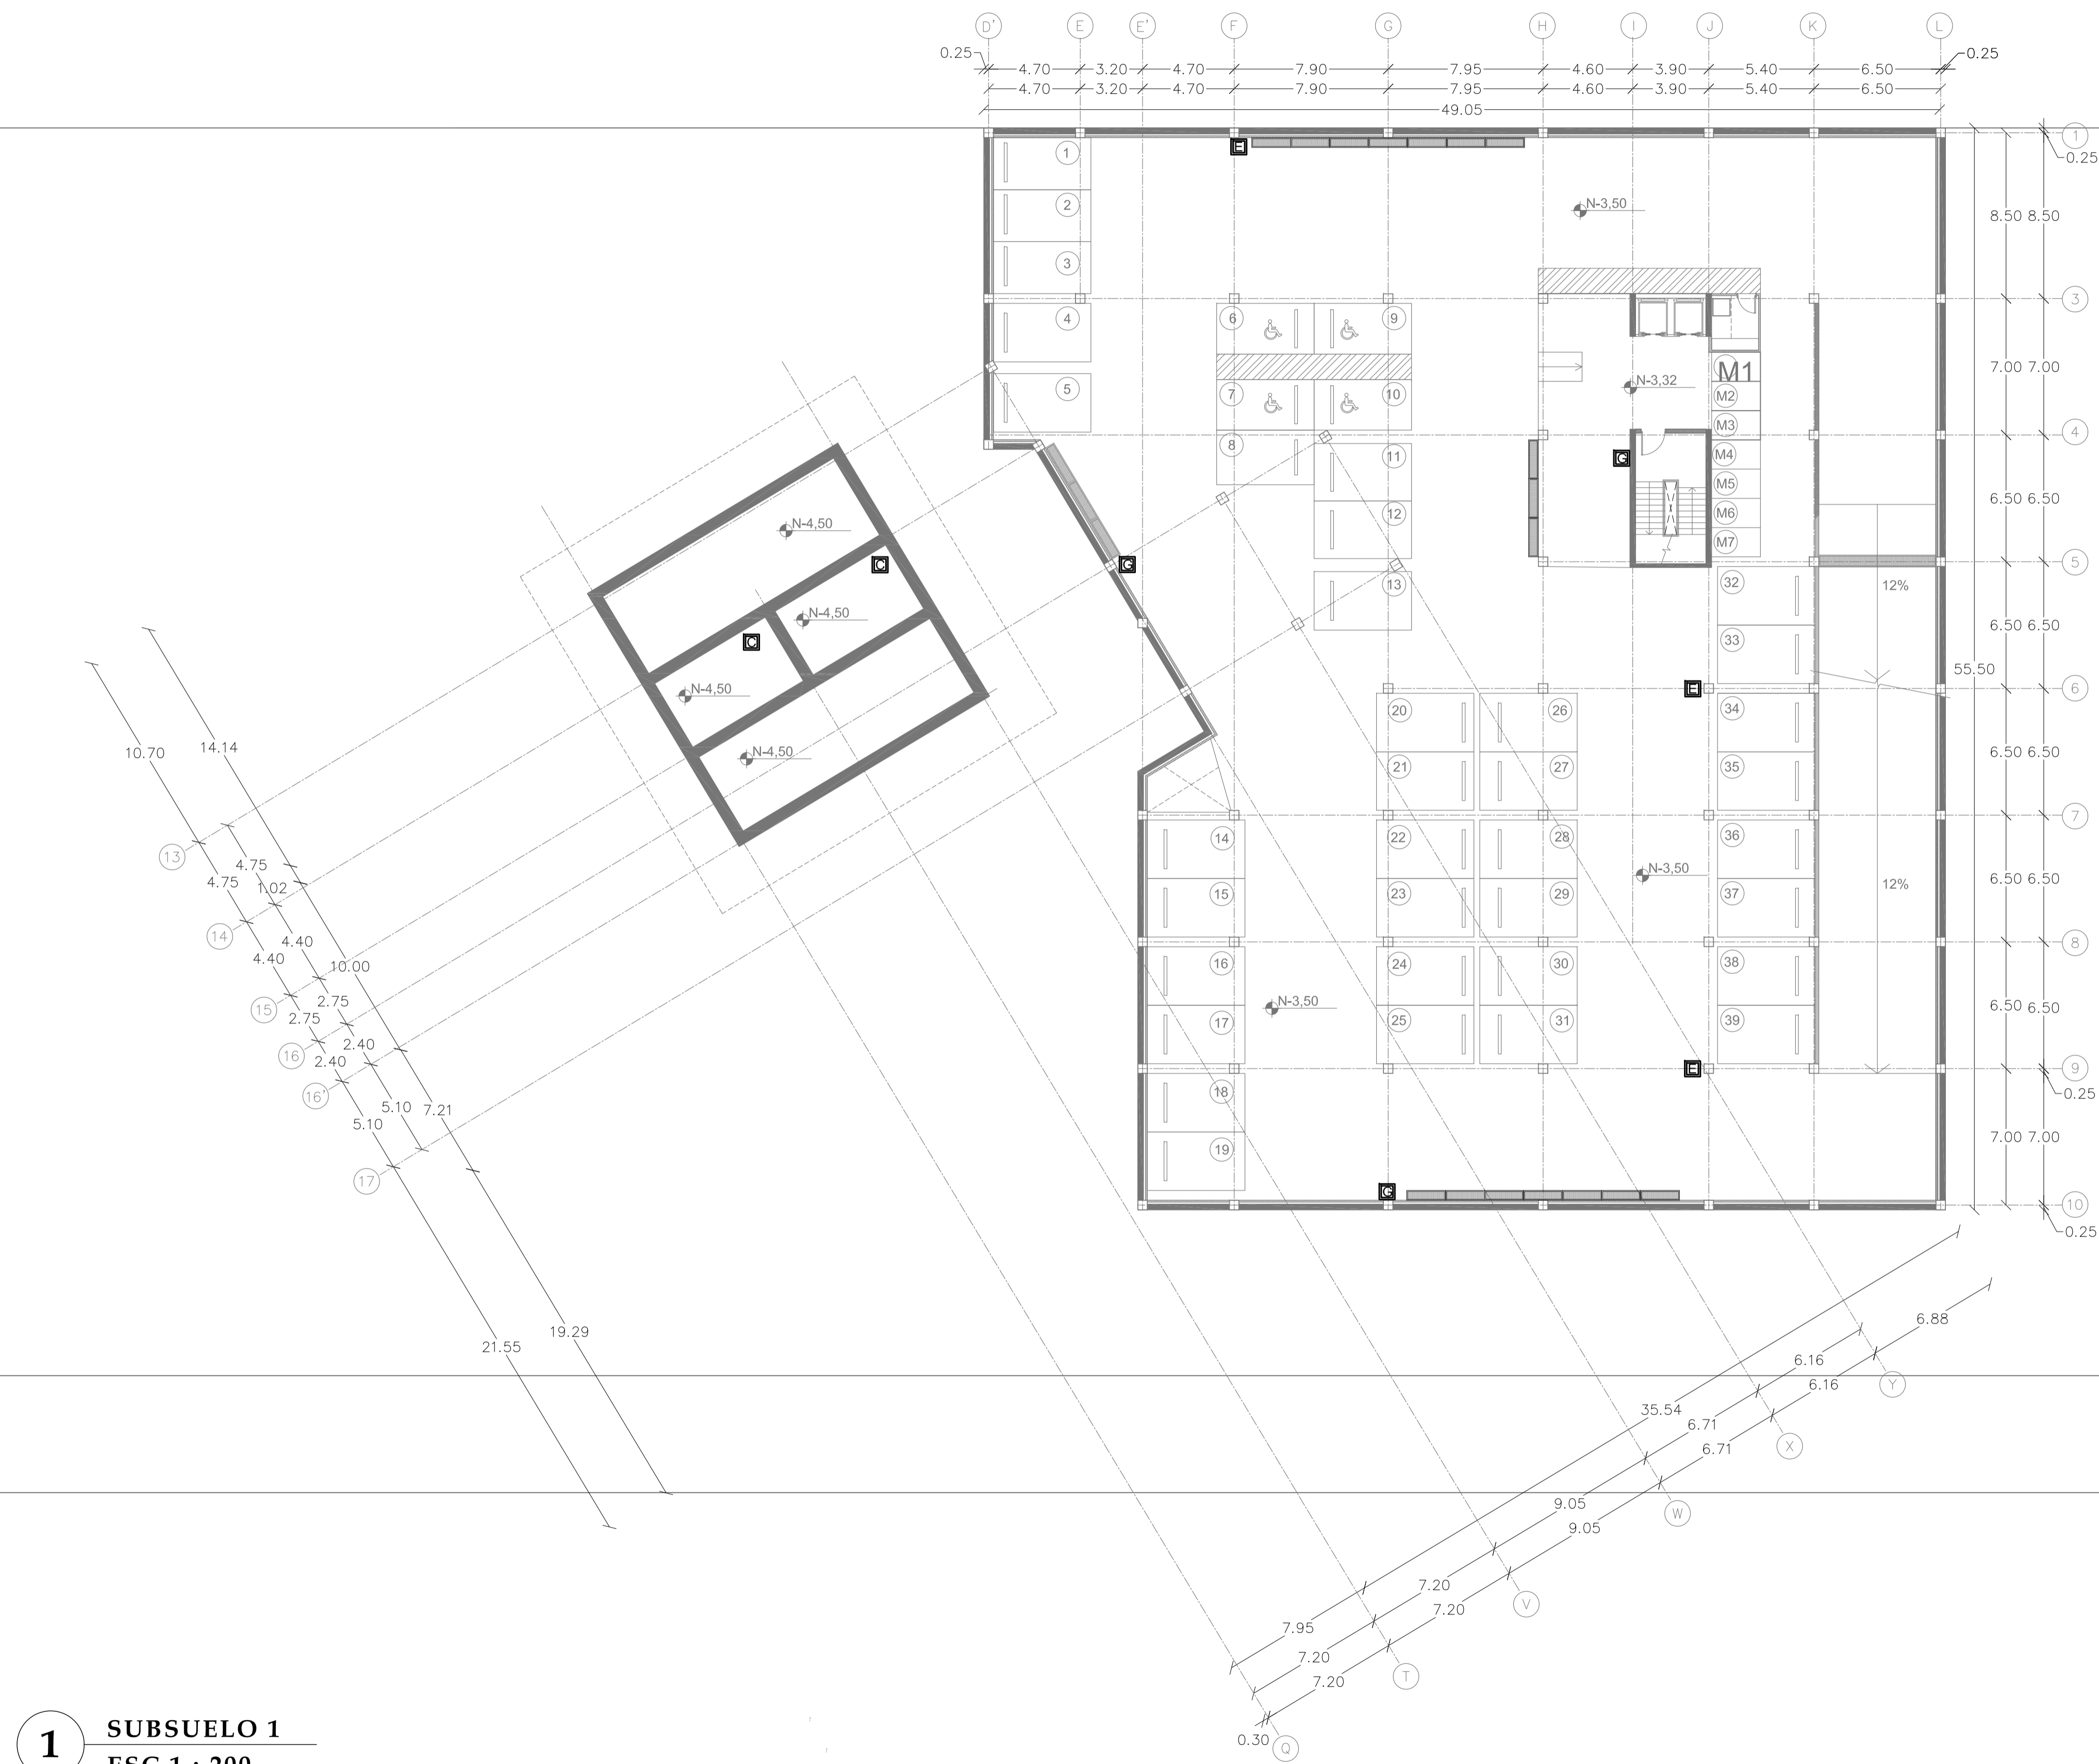 D' E E' F G H I J K L
0.25 0.25
4.70 3.20 4.70 7.90 7.95 4.60 3.90 5.40 6.50
4.70 3.20 4.70 7.90 7.95 4.60 3.90 5.40 6.50
49.05
1
0.25
1 E
2 N-3,50 8.50 8.50
3
3
4 6 9 7.00 7.00
M1
5 7 10 N-3,32 M2
M3
4
8 11 G M4
12 M5 6.50 6.50
N-4,50 M6
M7
C G 5
13 32 12%
N-4,50 33 6.50 6.50
C 55.50
N-4,50 E 6
20 26 34
N-4,50 21 27 35 6.50 6.50
10.70 14.14
7
14 22 28 36
13 4.75 N-3,50 12% 6.50 6.50
4.75 1.02 15 23 29 37
14 4.40 8
4.40 10.00 16 24 30 38
15 2.75 N-3,50 6.50 6.50
2.75 17 25 31 39
16 2.40
2.40 E 9
16' 5.10 7.21 18 0.25
5.10 19 7.00 7.00
17 G
10
0.25
19.29
21.55
6.88
6.16
6.16 Y
35.54
6.71
6.71 X
9.05
9.05 W
7.20
7.20 V
7.95
7.20
7.20 T
0.30 Q
1 SUBSUELO 1
ESC 1 : 200